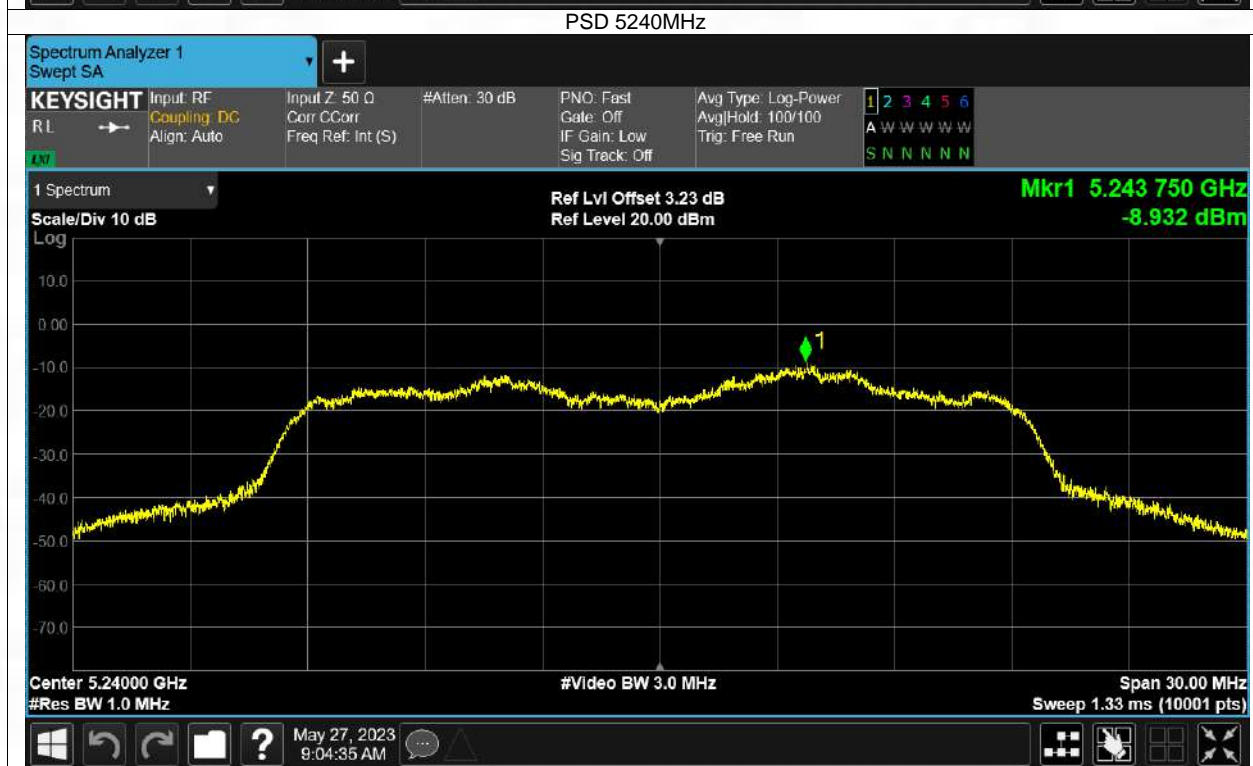 PSD 5240MHz
Spectrum Analyzer 1
Swept SA
KEYSIGHT
RL
LXI
Input: RF
Coupling: DC
Align: Auto
Input Z: 50 Ω
Corr CCorr
Freq Ref: Int (S)
#Atten: 30 dB
PNO: Fast
Gate: Off
IF Gain: Low
Sig Track: Off
Avg Type: Log-Power
Avg|Hold: 100/100
Trig: Free Run
1 2 3 4 5 6
A W W W W W
S N N N N N
1 Spectrum
Scale/Div 10 dB
Log
Ref Lvl Offset 3.23 dB
Ref Level 20.00 dBm
Mkr1 5.243 750 GHz
-8.932 dBm
10.0
0.00
-10.0
-20.0
-30.0
-40.0
-50.0
-60.0
-70.0
1
Center 5.24000 GHz
#Res BW 1.0 MHz
#Video BW 3.0 MHz
Span 30.00 MHz
Sweep 1.33 ms (10001 pts)
?
May 27, 2023
9:04:35 AM